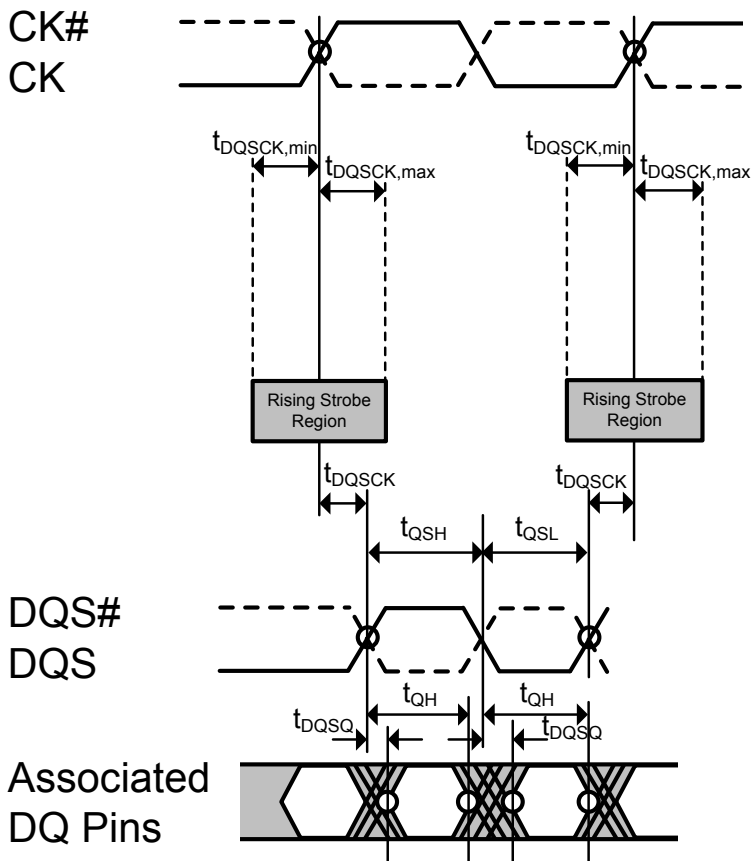 CK#
CK
tDQSCK,min
tDQSCK,max
tDQSCK,min
tDQSCK,max
Rising Strobe
Region
Rising Strobe
Region
tDQSCK
tDQSCK
tQSH
tQSL
DQS#
DQS
tQH
tQH
tDQSQ
tDQSQ
Associated
DQ Pins